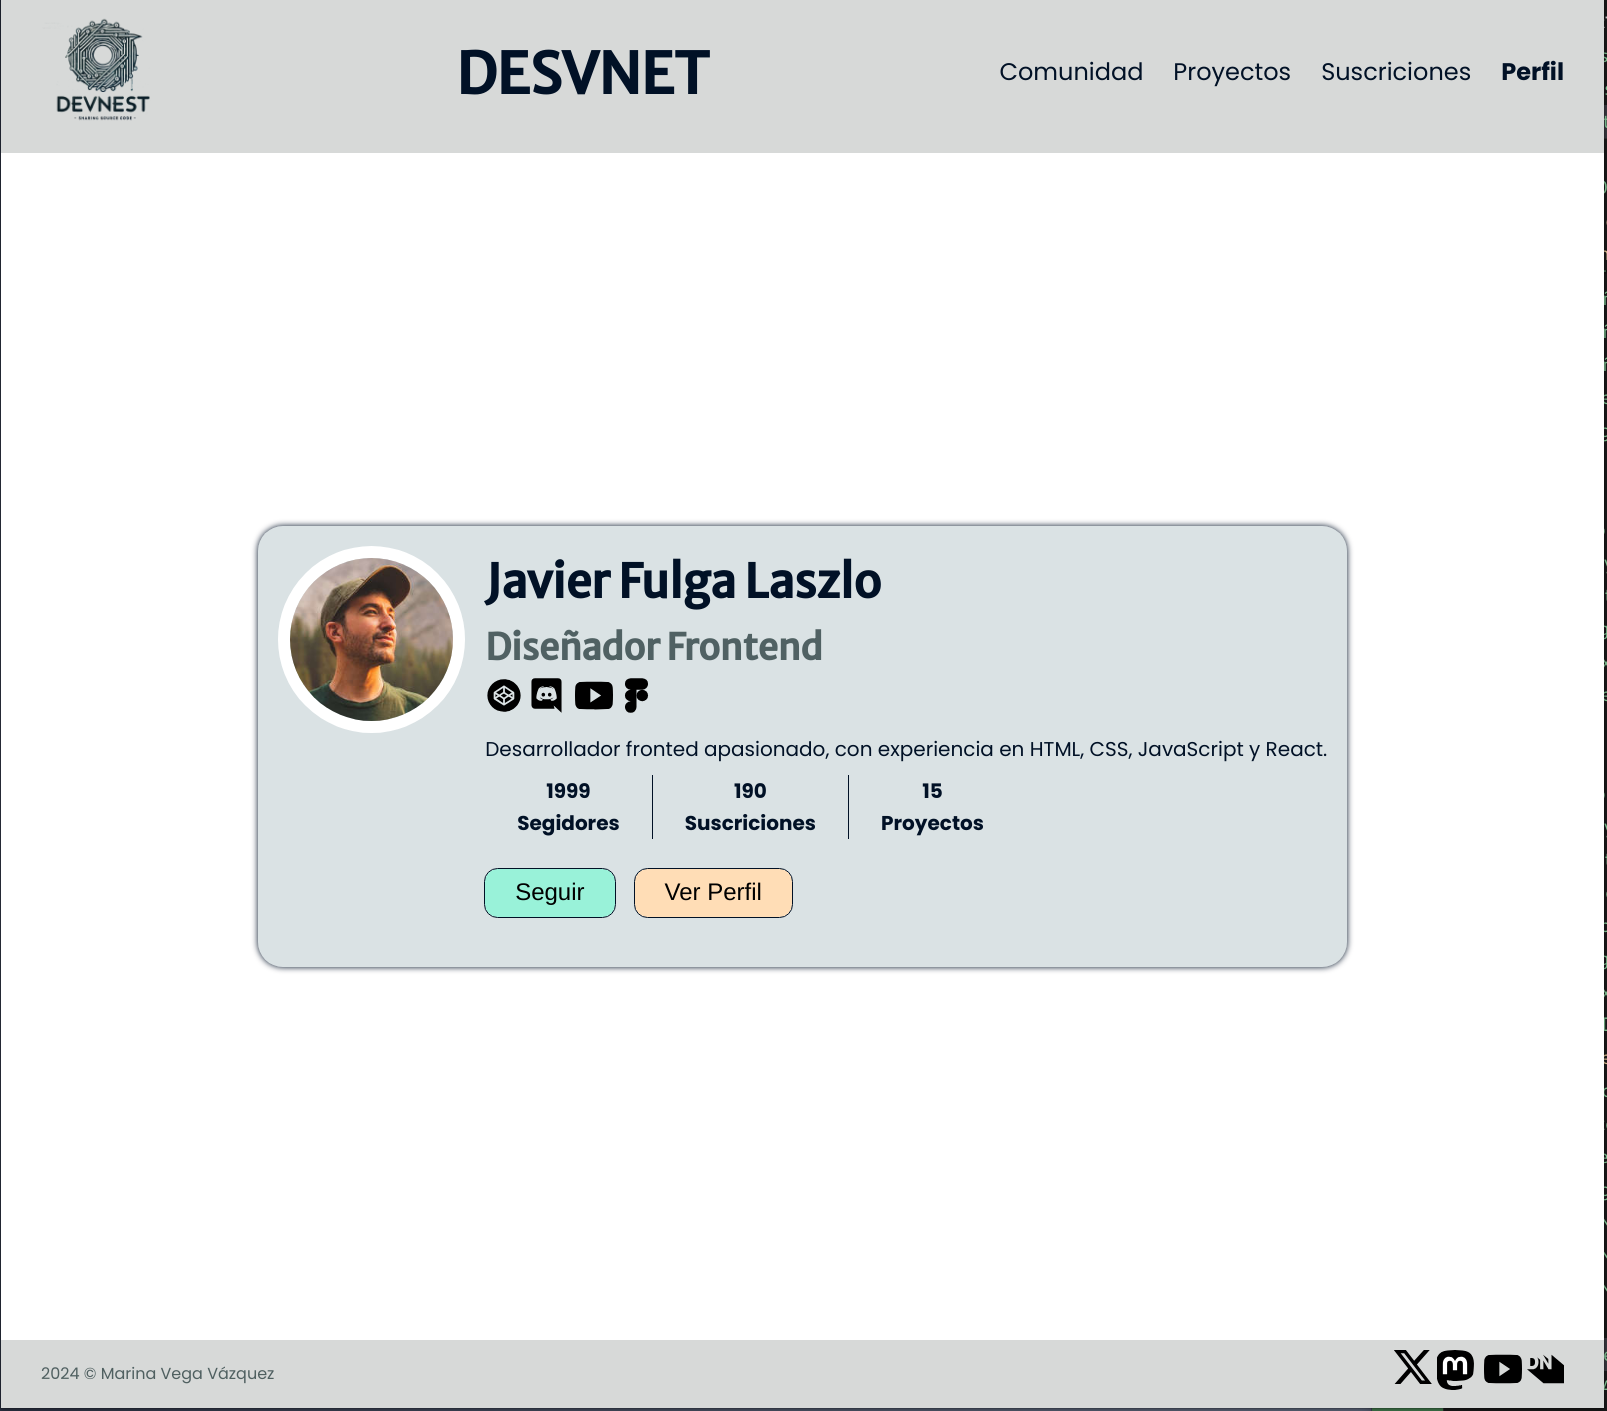 DEVNEST
- SHARING SOURCE CODE -
DESVNET
Comunidad Proyectos Suscriciones Perfil
Javier Fulga Laszlo
Diseñador Frontend
Desarrollador fronted apasionado, con experiencia en HTML, CSS, JavaScript y React.
1999 190 15
Segidores Suscriciones Proyectos
Seguir Ver Perfil
2024 © Marina Vega Vázquez
DN